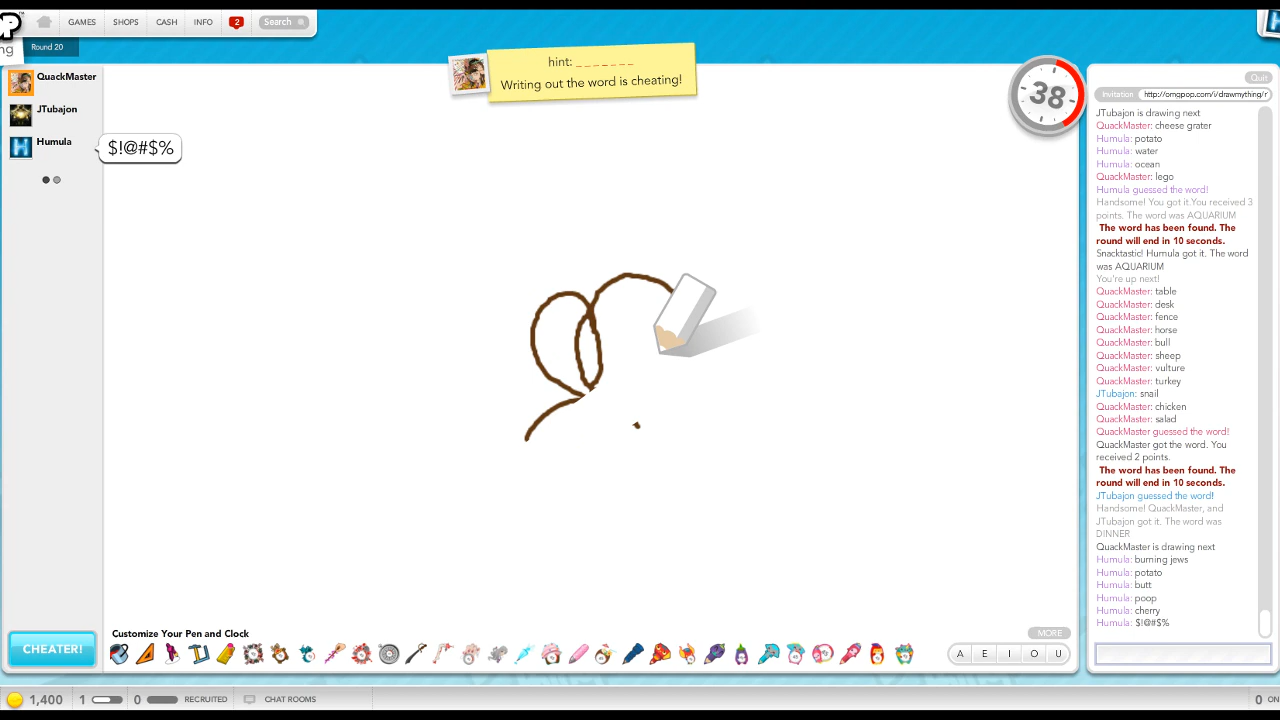 GAMES
SHOPS
CASH
INFO
2
Search
ng
Round 20
hint: _ _ _ _ _ _ _
Writing out the word is cheating!
38
QuackMaster
JTubajon
Humula
$!@#$%
Quit
Invitation
http://omgpop.com/i/drawmything/r
JTubajon is drawing next
QuackMaster: cheese grater
Humula: potato
Humula: water
Humula: ocean
QuackMaster: lego
Humula guessed the word!
Handsome! You got it.You received 3
points. The word was AQUARIUM
The word has been found. The
round will end in 10 seconds.
Snacktastic! Humula got it. The word
was AQUARIUM
You're up next!
QuackMaster: table
QuackMaster: desk
QuackMaster: fence
QuackMaster: horse
QuackMaster: bull
QuackMaster: sheep
QuackMaster: vulture
QuackMaster: turkey
JTubajon: snail
QuackMaster: chicken
QuackMaster: salad
QuackMaster guessed the word!
QuackMaster got the word. You
received 2 points.
The word has been found. The
round will end in 10 seconds.
JTubajon guessed the word!
Handsome! QuackMaster, and
JTubajon got it. The word was
DINNER
QuackMaster is drawing next
Humula: burning jews
Humula: potato
Humula: butt
Humula: poop
Humula: cherry
Humula: $!@#$%
CHEATER!
Customize Your Pen and Clock
MORE
A E I O U
1,400
1
0
RECRUITED
CHAT ROOMS
0 ON